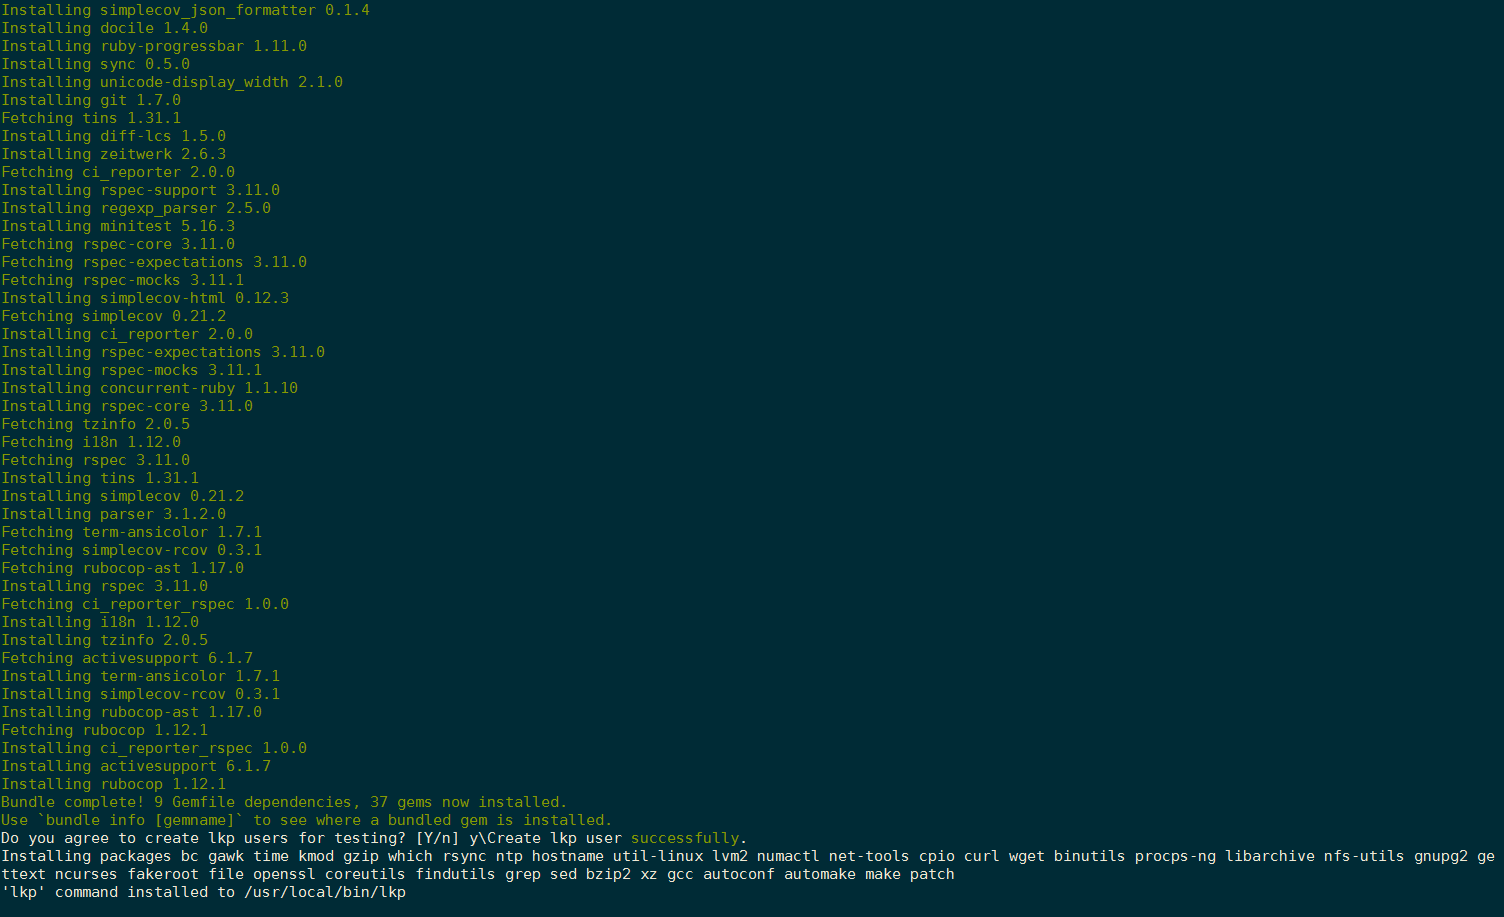 Installing simplecov_json_formatter 0.1.4
Installing docile 1.4.0
Installing ruby-progressbar 1.11.0
Installing sync 0.5.0
Installing unicode-display_width 2.1.0
Installing git 1.7.0
Fetching tins 1.31.1
Installing diff-lcs 1.5.0
Installing zeitwerk 2.6.3
Fetching ci_reporter 2.0.0
Installing rspec-support 3.11.0
Installing regexp_parser 2.5.0
Installing minitest 5.16.3
Fetching rspec-core 3.11.0
Fetching rspec-expectations 3.11.0
Fetching rspec-mocks 3.11.1
Installing simplecov-html 0.12.3
Fetching simplecov 0.21.2
Installing ci_reporter 2.0.0
Installing rspec-expectations 3.11.0
Installing rspec-mocks 3.11.1
Installing concurrent-ruby 1.1.10
Installing rspec-core 3.11.0
Fetching tzinfo 2.0.5
Fetching i18n 1.12.0
Fetching rspec 3.11.0
Installing tins 1.31.1
Installing simplecov 0.21.2
Installing parser 3.1.2.0
Fetching term-ansicolor 1.7.1
Fetching simplecov-rcov 0.3.1
Fetching rubocop-ast 1.17.0
Installing rspec 3.11.0
Fetching ci_reporter_rspec 1.0.0
Installing i18n 1.12.0
Installing tzinfo 2.0.5
Fetching activesupport 6.1.7
Installing term-ansicolor 1.7.1
Installing simplecov-rcov 0.3.1
Installing rubocop-ast 1.17.0
Fetching rubocop 1.12.1
Installing ci_reporter_rspec 1.0.0
Installing activesupport 6.1.7
Installing rubocop 1.12.1
Bundle complete! 9 Gemfile dependencies, 37 gems now installed.
Use `bundle info [gemname]` to see where a bundled gem is installed.
Do you agree to create lkp users for testing? [Y/n] y\Create lkp user successfully.
Installing packages bc gawk time kmod gzip which rsync ntp hostname util-linux lvm2 numactl net-tools cpio curl wget binutils procps-ng libarchive nfs-utils gnupg2 ge
ttext ncurses fakeroot file openssl coreutils findutils grep sed bzip2 xz gcc autoconf automake make patch
'lkp' command installed to /usr/local/bin/lkp